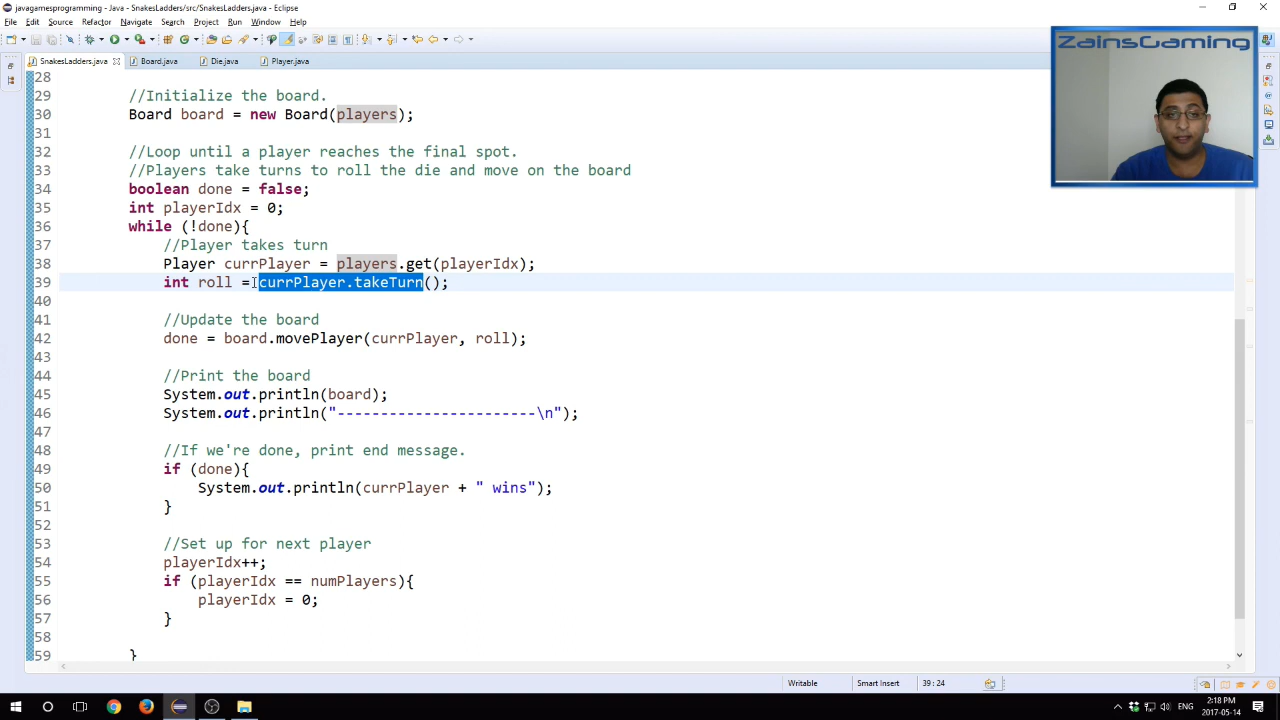 javagamesprogramming - Java - SnakesLadders/src/SnakesLadders.java - Eclipse
File Edit Source Refactor Navigate Search Project Run Window Help
SnakesLadders.java Board.java Die.java Player.java
ZainsGaming
28
29 //Initialize the board.
30 Board board = new Board(players);
31
32 //Loop until a player reaches the final spot.
33 //Players take turns to roll the die and move on the board
34 boolean done = false;
35 int playerIdx = 0;
36 while (!done){
37 //Player takes turn
38 Player currPlayer = players.get(playerIdx);
39 int roll = currPlayer.takeTurn();
40
41 //Update the board
42 done = board.movePlayer(currPlayer, roll);
43
44 //Print the board
45 System.out.println(board);
46 System.out.println("-----------------------\n");
47
48 //If we're done, print end message.
49 if (done){
50 System.out.println(currPlayer + " wins");
51 }
52
53 //Set up for next player
54 playerIdx++;
55 if (playerIdx == numPlayers){
56 playerIdx = 0;
57 }
58
59 }
Writable Smart Insert 39 : 24
ENG 2:18 PM
2017-05-14